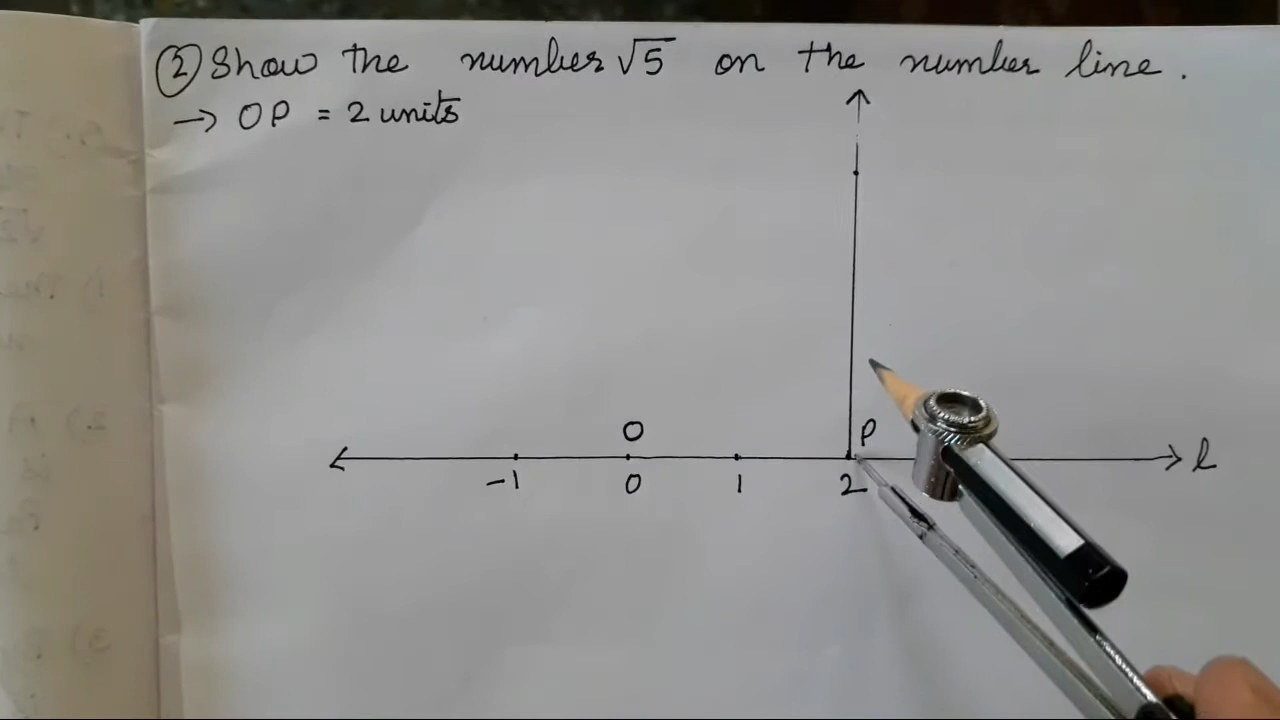 ② Show the number √5 on the number line.
→ OP = 2 units
O
P
l
-1 0 1 2